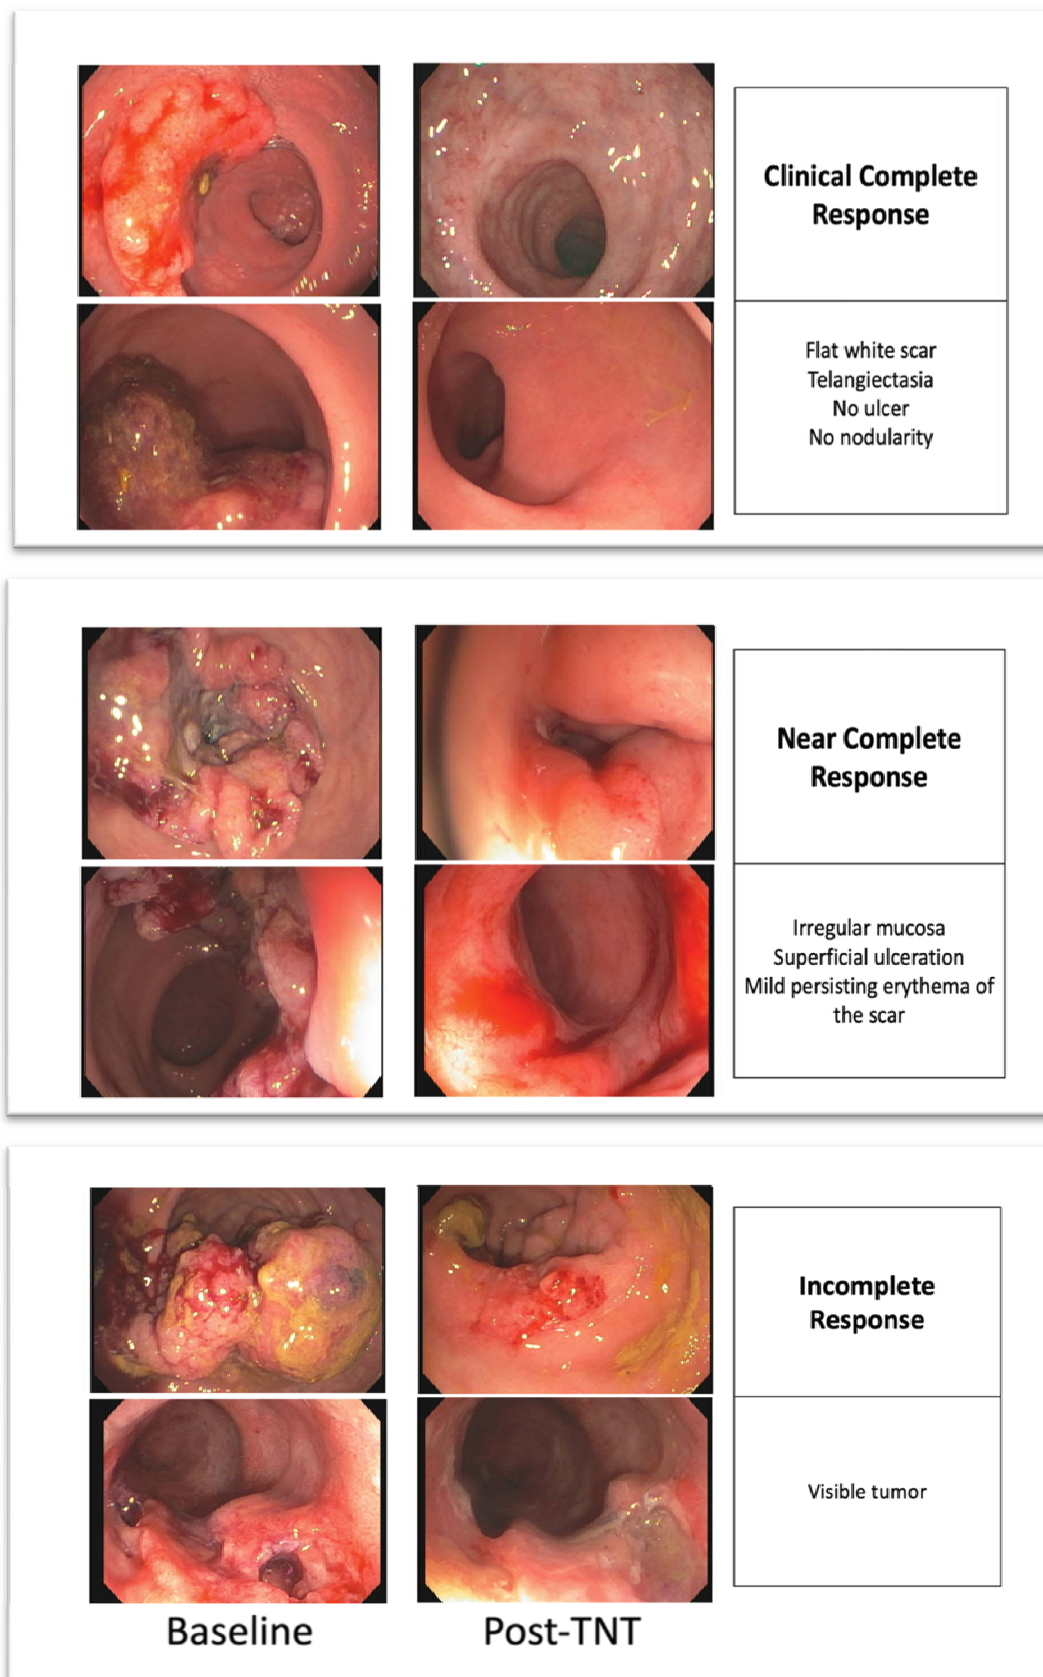 Clinical Complete
Response
Flat white scar
Telangiectasia
No ulcer
No nodularity
Near Complete
Response
Irregular mucosa
Superficial ulceration
Mild persisting erythema of
the scar
Incomplete
Response
Visible tumor
Baseline
Post-TNT